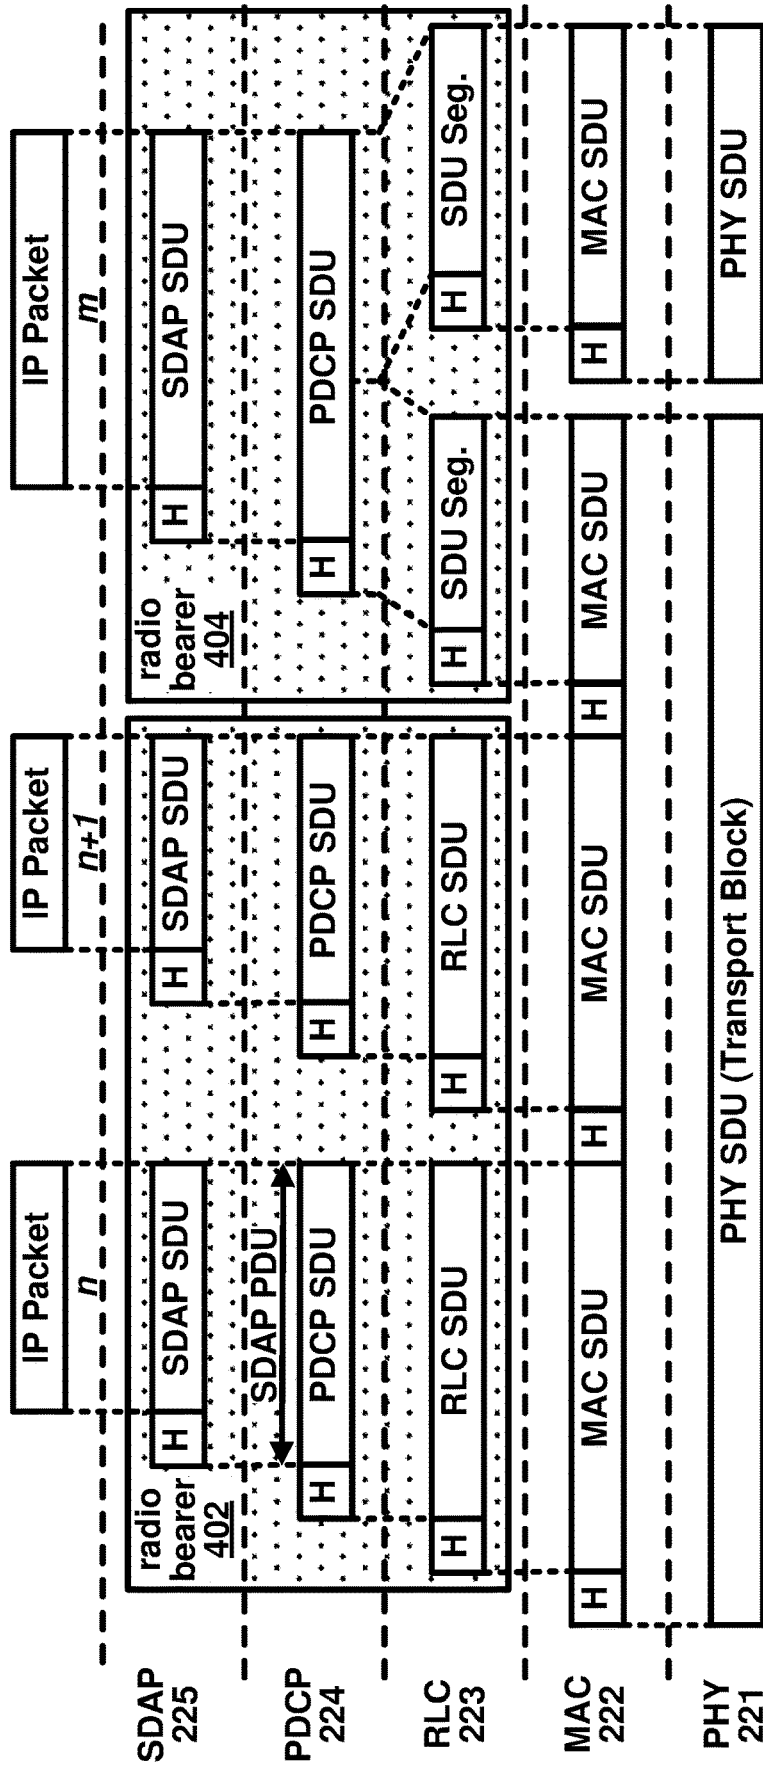 IP Packet
n
IP Packet
n+1
IP Packet
m
SDAP
225
radio
bearer
402
H
SDAP SDU
H
SDAP SDU
radio
bearer
404
H
SDAP SDU
SDAP PDU
PDCP
224
H
PDCP SDU
H
PDCP SDU
H
PDCP SDU
RLC
223
H
RLC SDU
H
RLC SDU
H
SDU Seg.
H
SDU Seg.
MAC
222
H
MAC SDU
H
MAC SDU
H
MAC SDU
H
MAC SDU
PHY
221
PHY SDU (Transport Block)
PHY SDU